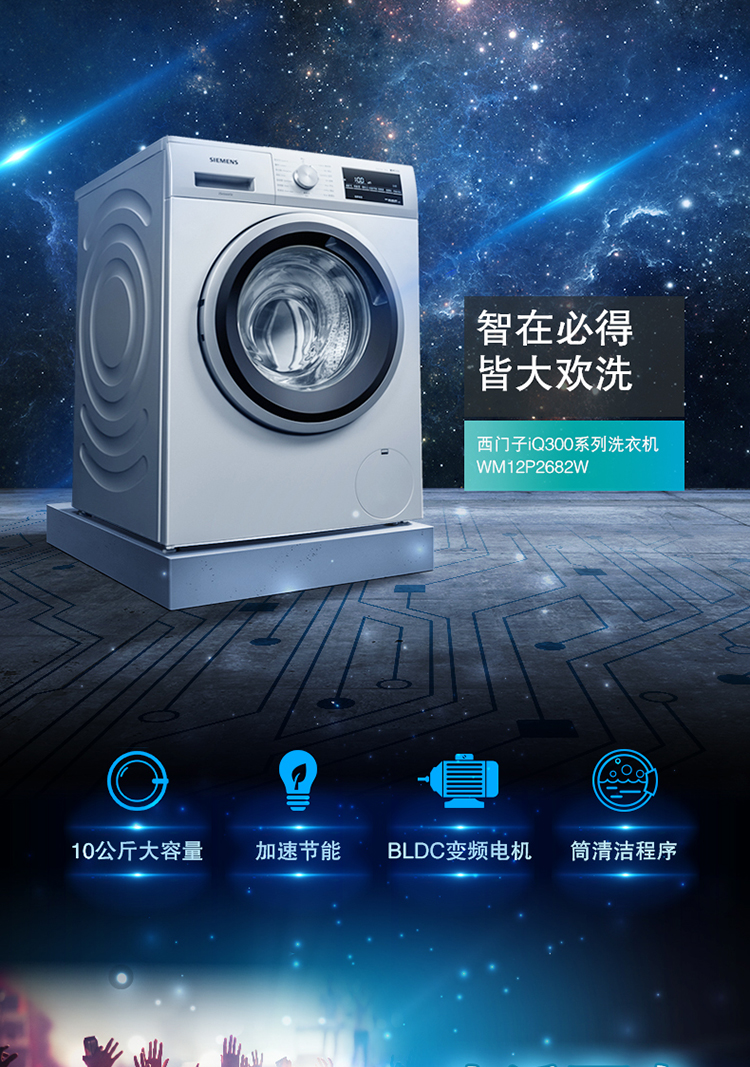 SIEMENS
智在必得
皆大欢洗
西门子iQ300系列洗衣机
WM12P2682W
10公斤大容量
加速节能
BLDC变频电机
筒清洁程序